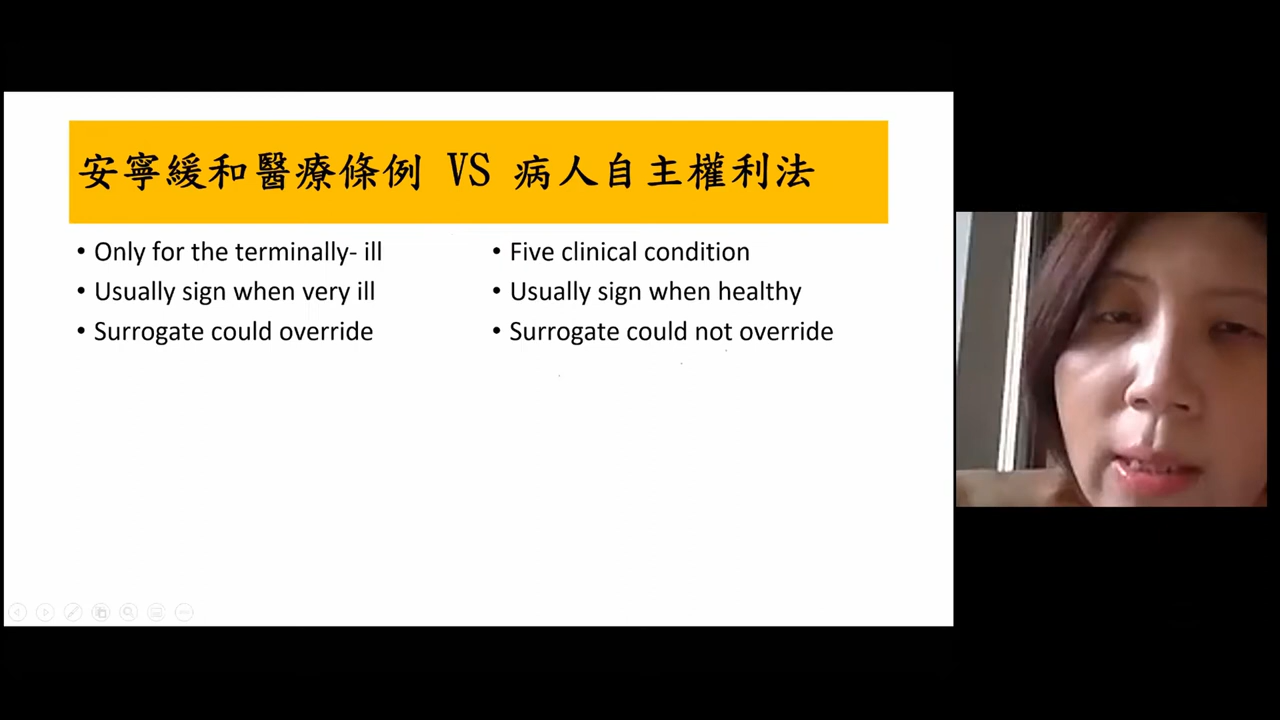 安寧緩和醫療條例 VS 病人自主權利法
• Only for the terminally- ill
• Usually sign when very ill
• Surrogate could override
• Five clinical condition
• Usually sign when healthy
• Surrogate could not override